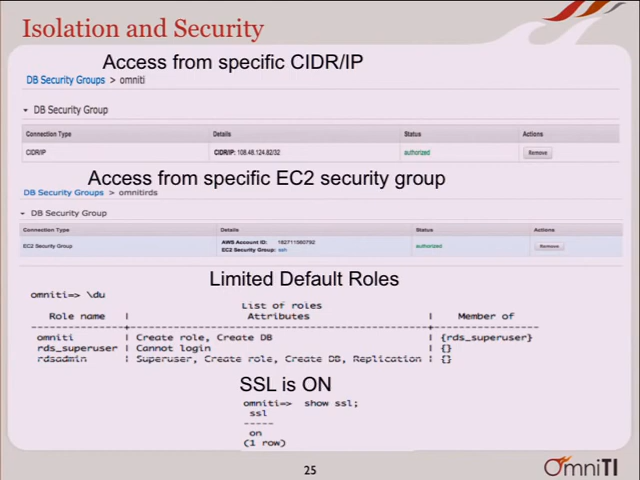 Isolation and Security
Access from specific CIDR/IP
DB Security Groups > omniti
DB Security Group
Connection Type Details Status Actions
CIDR/IP CIDR/IP: 108.48.124.82/32 authorized Remove
Access from specific EC2 security group
DB Security Groups > omnitirds
DB Security Group
Connection Type Details Status Actions
EC2 Security Group AWS Account ID: 182711560792 authorized Remove
EC2 Security Group: ssh
Limited Default Roles
omniti=> \du
List of roles
Role name | Attributes | Member of
-----------+------------------------------------------------+-----------------
omniti | Create role, Create DB | {rds_superuser}
rds_superuser | Cannot login | {}
rdsadmin | Superuser, Create role, Create DB, Replication | {}
SSL is ON
omniti=> show ssl;
ssl
-----
on
(1 row)
25
OmniTI